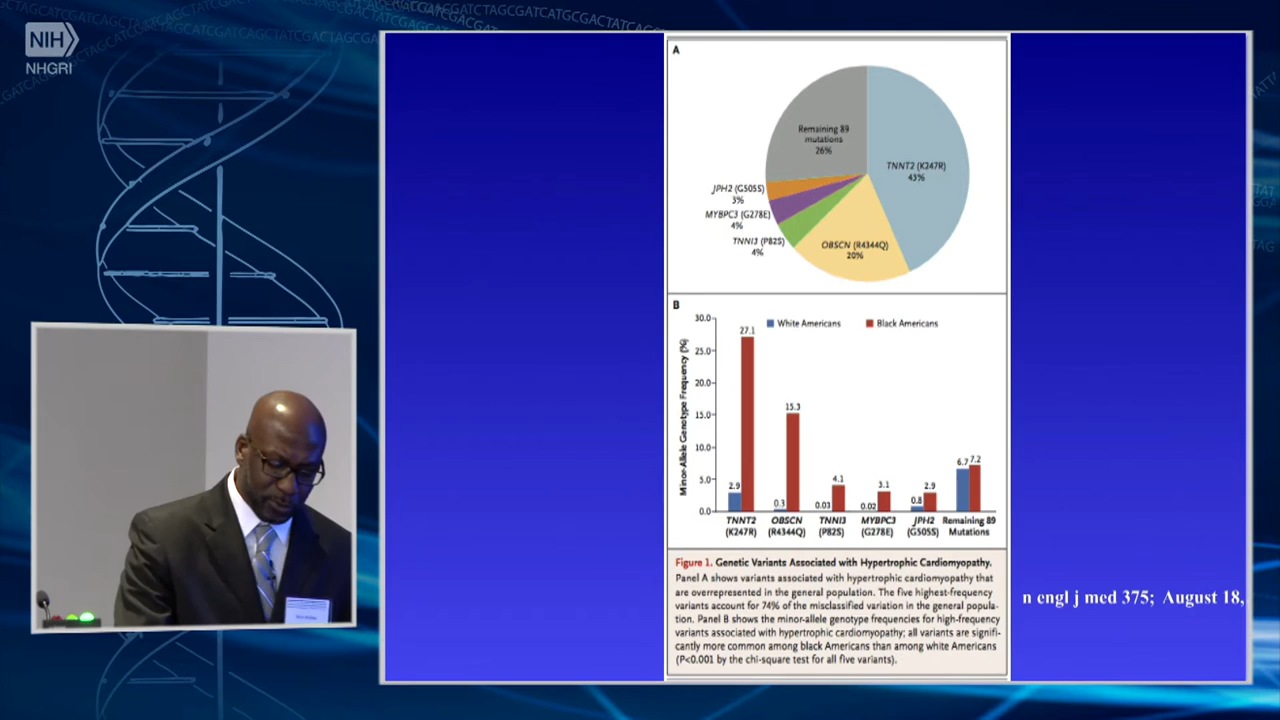 CTAGCGATCATCGATCAGCTAGCGATCATGCGACTAGCGA
NIH
NHGRI
A
Remaining 89
mutations
26%
TNNT2 (K247R)
43%
JPH2 (G505S)
3%
MYBPC3 (G278E)
4%
TNNI3 (P82S)
4%
OBSCN (R4344Q)
20%
B
30.0
25.0
20.0
15.0
10.0
5.0
0.0
Minor-Allele Genotype Frequency (%)
White Americans
Black Americans
2.9
27.1
0.3
15.3
0.03
4.1
0.02
3.1
0.8
2.9
6.7
7.2
TNNT2
(K247R)
OBSCN
(R4344Q)
TNNI3
(P82S)
MYBPC3
(G278E)
JPH2
(G505S)
Remaining 89
Mutations
Figure 1. Genetic Variants Associated with Hypertrophic Cardiomyopathy.
Panel A shows variants associated with hypertrophic cardiomyopathy that
are overrepresented in the general population. The five highest-frequency
variants account for 74% of the misclassified variation in the general popula-
tion. Panel B shows the minor-allele genotype frequencies for high-frequency
variants associated with hypertrophic cardiomyopathy; all variants are signifi-
cantly more common among black Americans than among white Americans
(P<0.001 by the chi-square test for all five variants).
n engl j med 375; August 18,